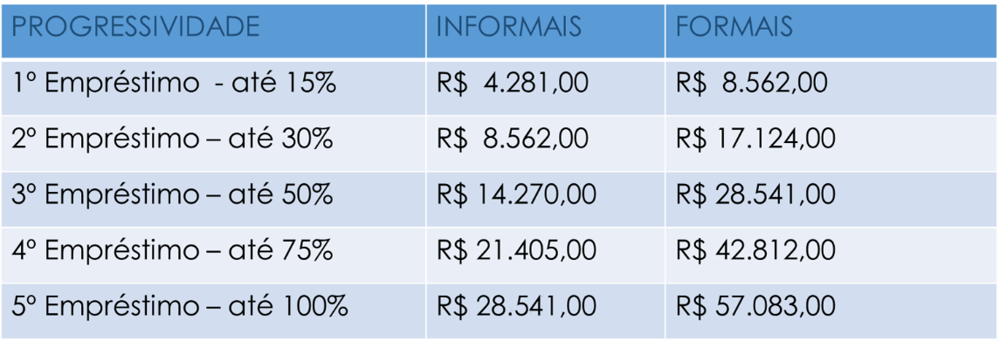 PROGRESSIVIDADE INFORMAIS FORMAIS
1º Empréstimo - até 15% R$ 4.281,00 R$ 8.562,00
2º Empréstimo – até 30% R$ 8.562,00 R$ 17.124,00
3º Empréstimo – até 50% R$ 14.270,00 R$ 28.541,00
4º Empréstimo – até 75% R$ 21.405,00 R$ 42.812,00
5º Empréstimo – até 100% R$ 28.541,00 R$ 57.083,00